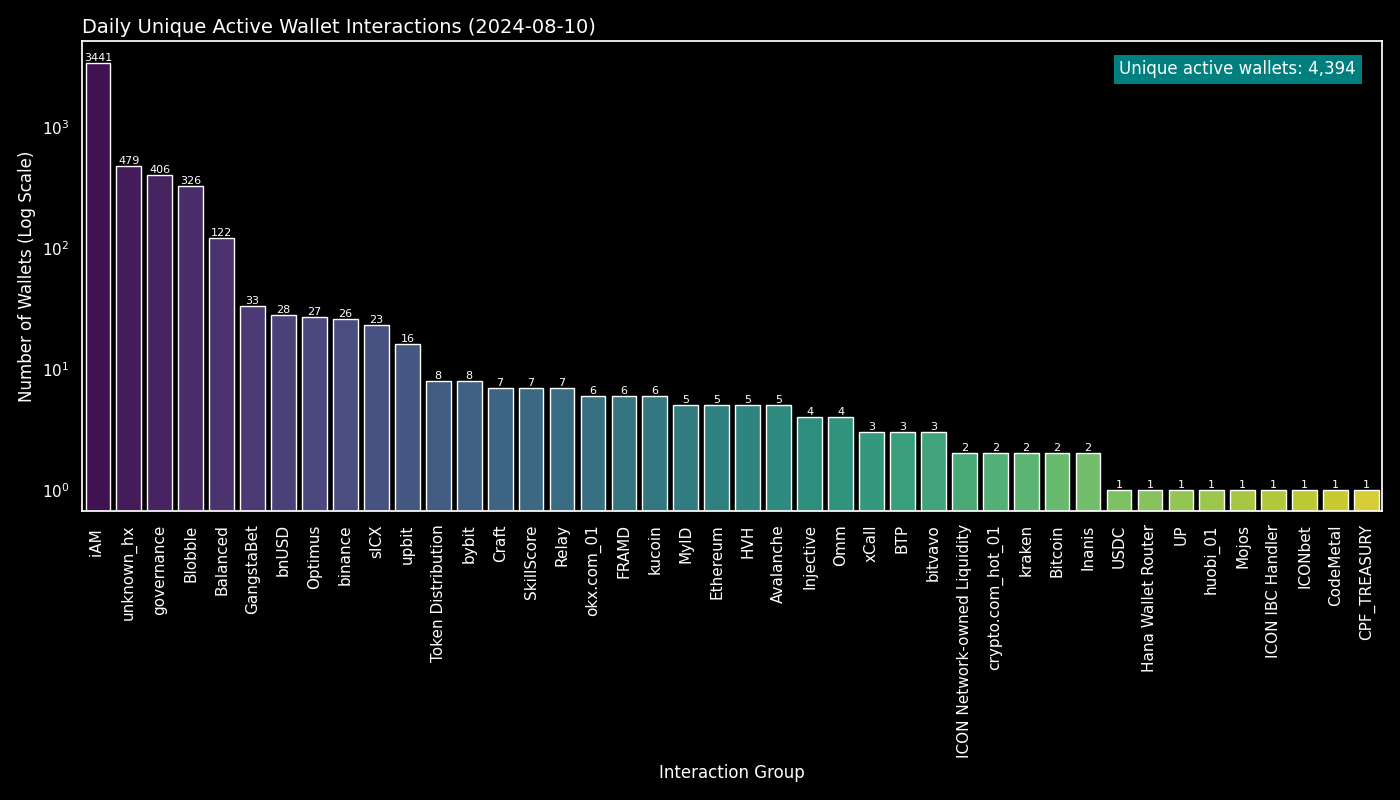 Daily Unique Active Wallet Interactions (2024-08-10)
Unique active wallets: 4,394
Number of Wallets (Log Scale)
10³
10²
10¹
10⁰
3441
479
406
326
122
33
28
27
26
23
16
8
8
7
7
7
6
6
6
5
5
5
5
4
4
3
3
3
2
2
2
2
2
1
1
1
1
1
1
1
1
1
iAM
unknown_hx
governance
Blobble
Balanced
GangstaBet
bnUSD
Optimus
binance
sICX
upbit
Token Distribution
bybit
Craft
SkillScore
Relay
okx.com_01
FRAMD
kucoin
MyID
Ethereum
HVH
Avalanche
Injective
Omm
xCall
BTP
bitvavo
ICON Network-owned Liquidity
crypto.com_hot_01
kraken
Bitcoin
Inanis
USDC
Hana Wallet Router
UP
huobi_01
Mojos
ICON IBC Handler
ICONbet
CodeMetal
CPF_TREASURY
Interaction Group